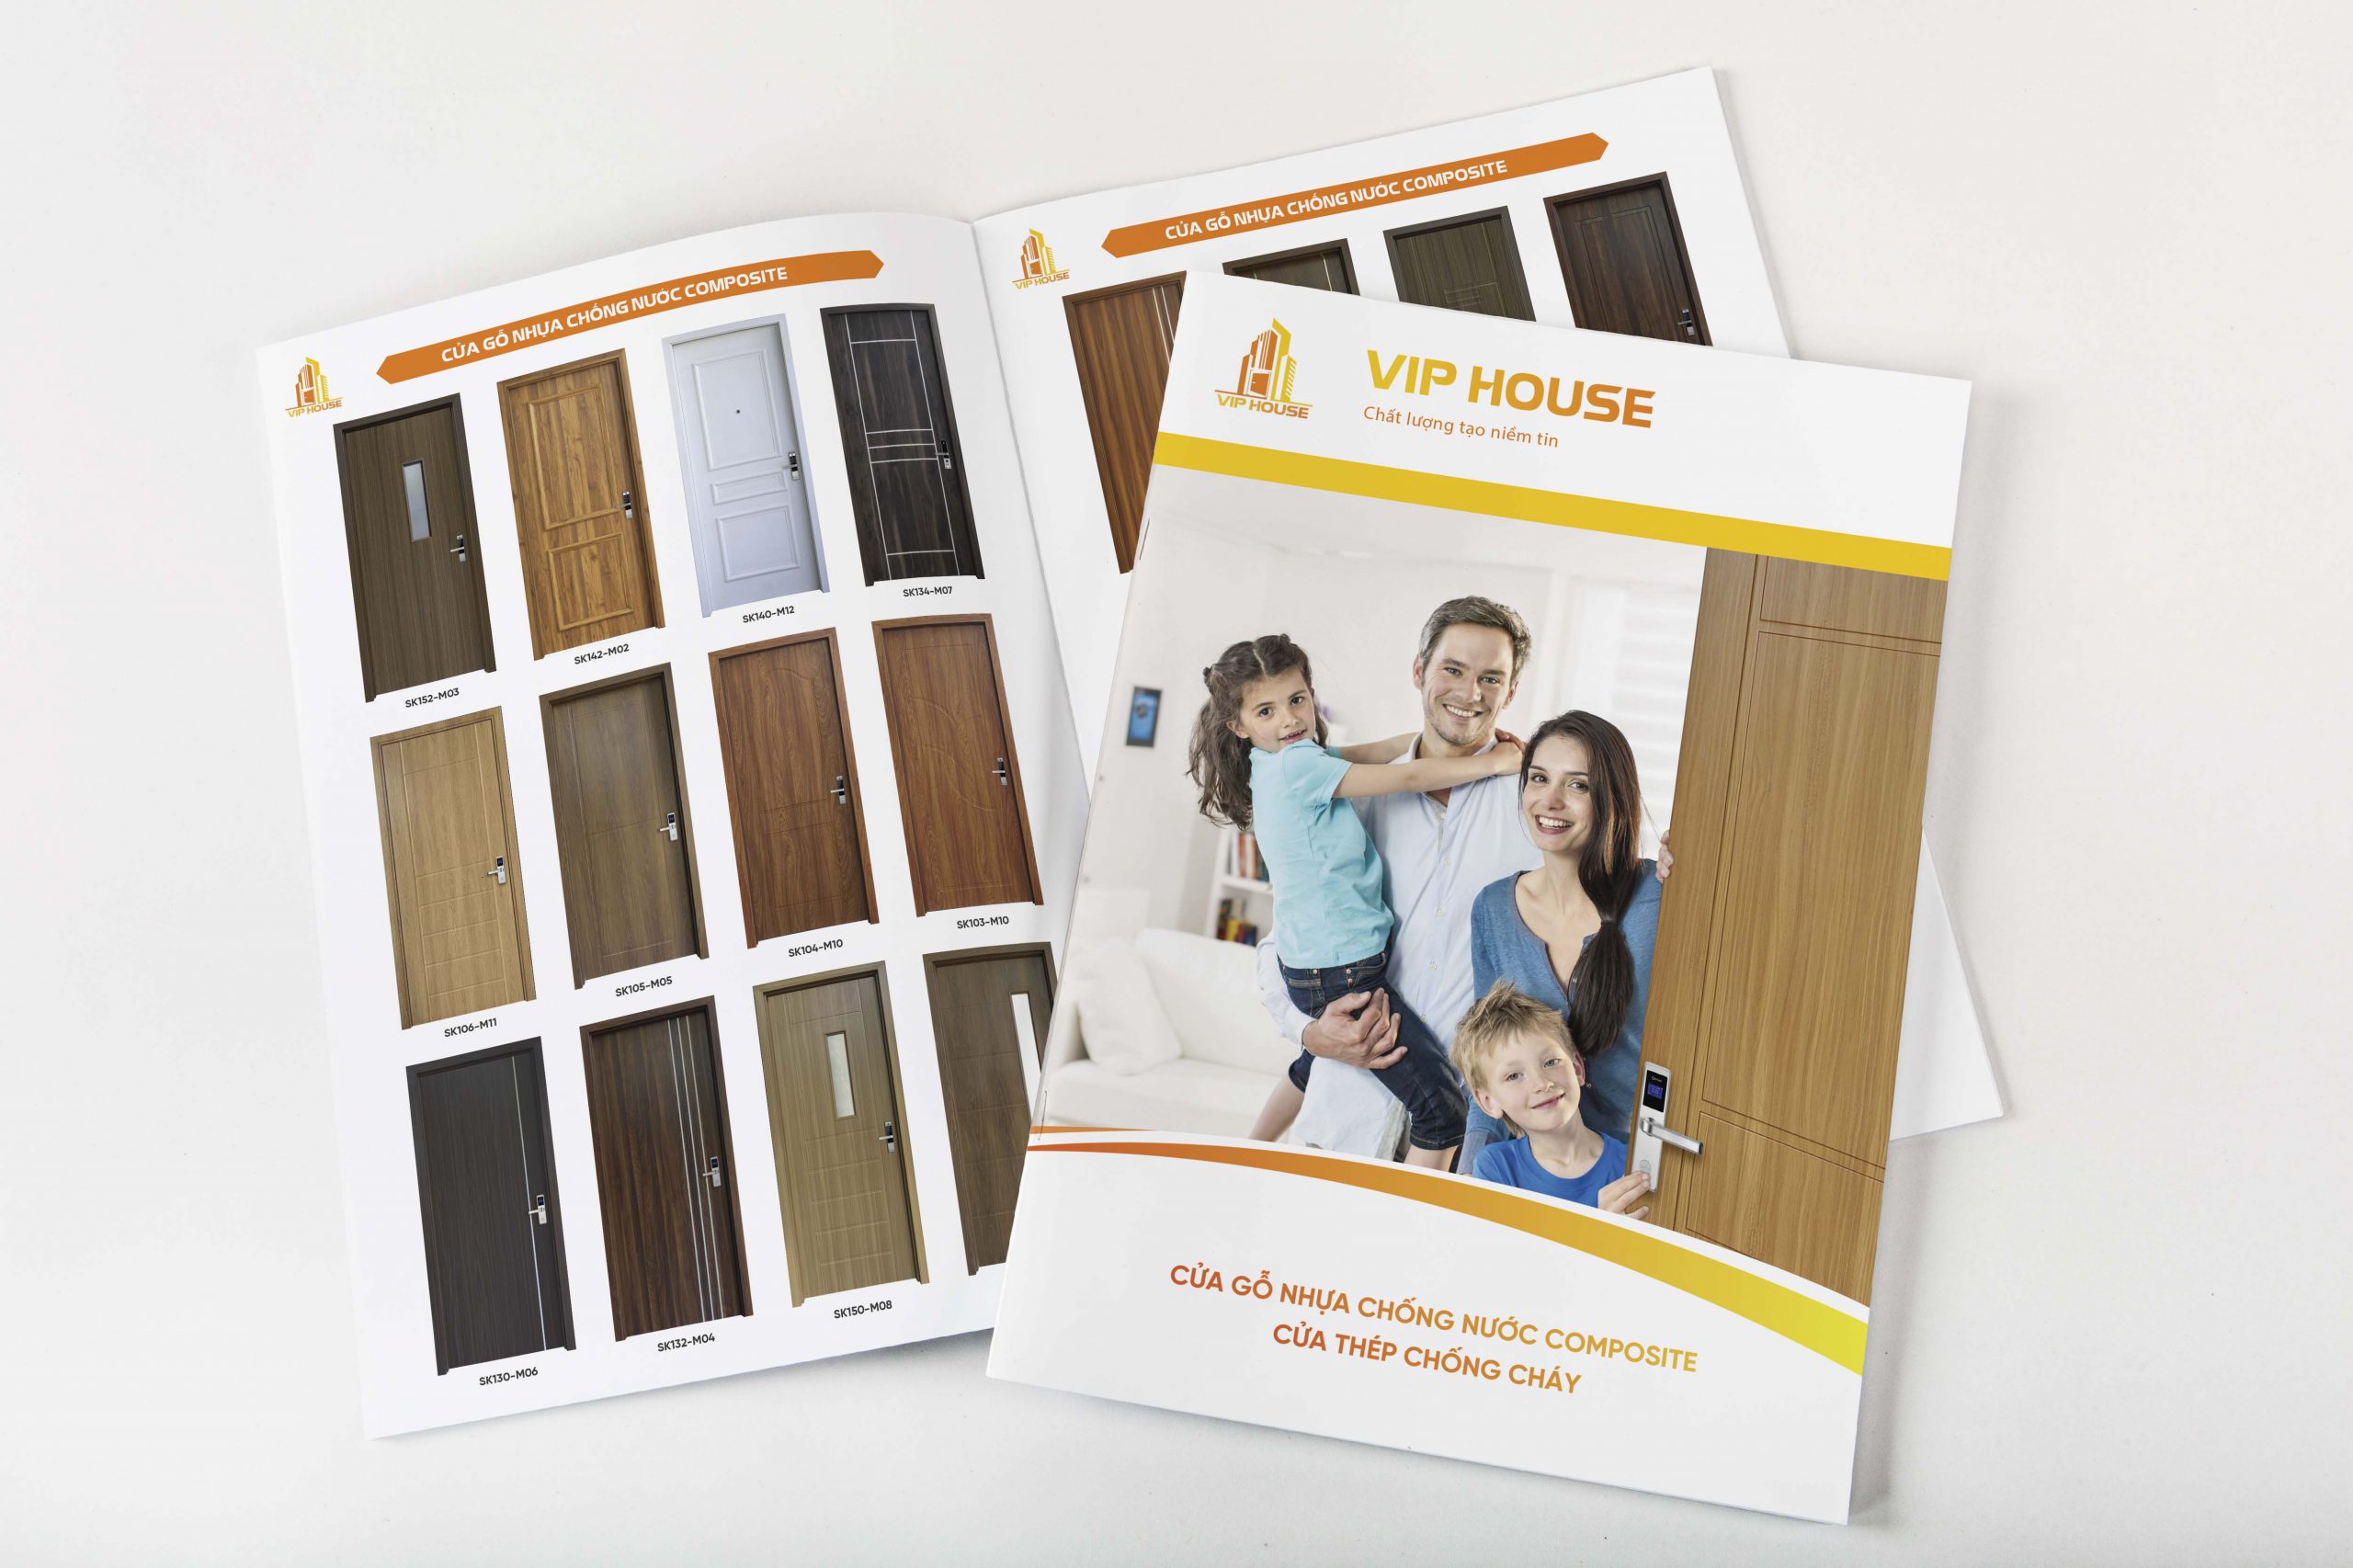 VIP HOUSE
CỬA GỖ NHỰA CHỐNG NƯỚC COMPOSITE
SK152-M03
SK142-M02
SK140-M12
SK134-M07
SK106-M11
SK105-M05
SK104-M10
SK103-M10
SK130-M06
SK132-M04
SK150-M08
VIP HOUSE
CỬA GỖ NHỰA CHỐNG NƯỚC COMPOSITE
VIP HOUSE
VIP HOUSE
Chất lượng tạo niềm tin
CỬA GỖ NHỰA CHỐNG NƯỚC COMPOSITE
CỬA THÉP CHỐNG CHÁY